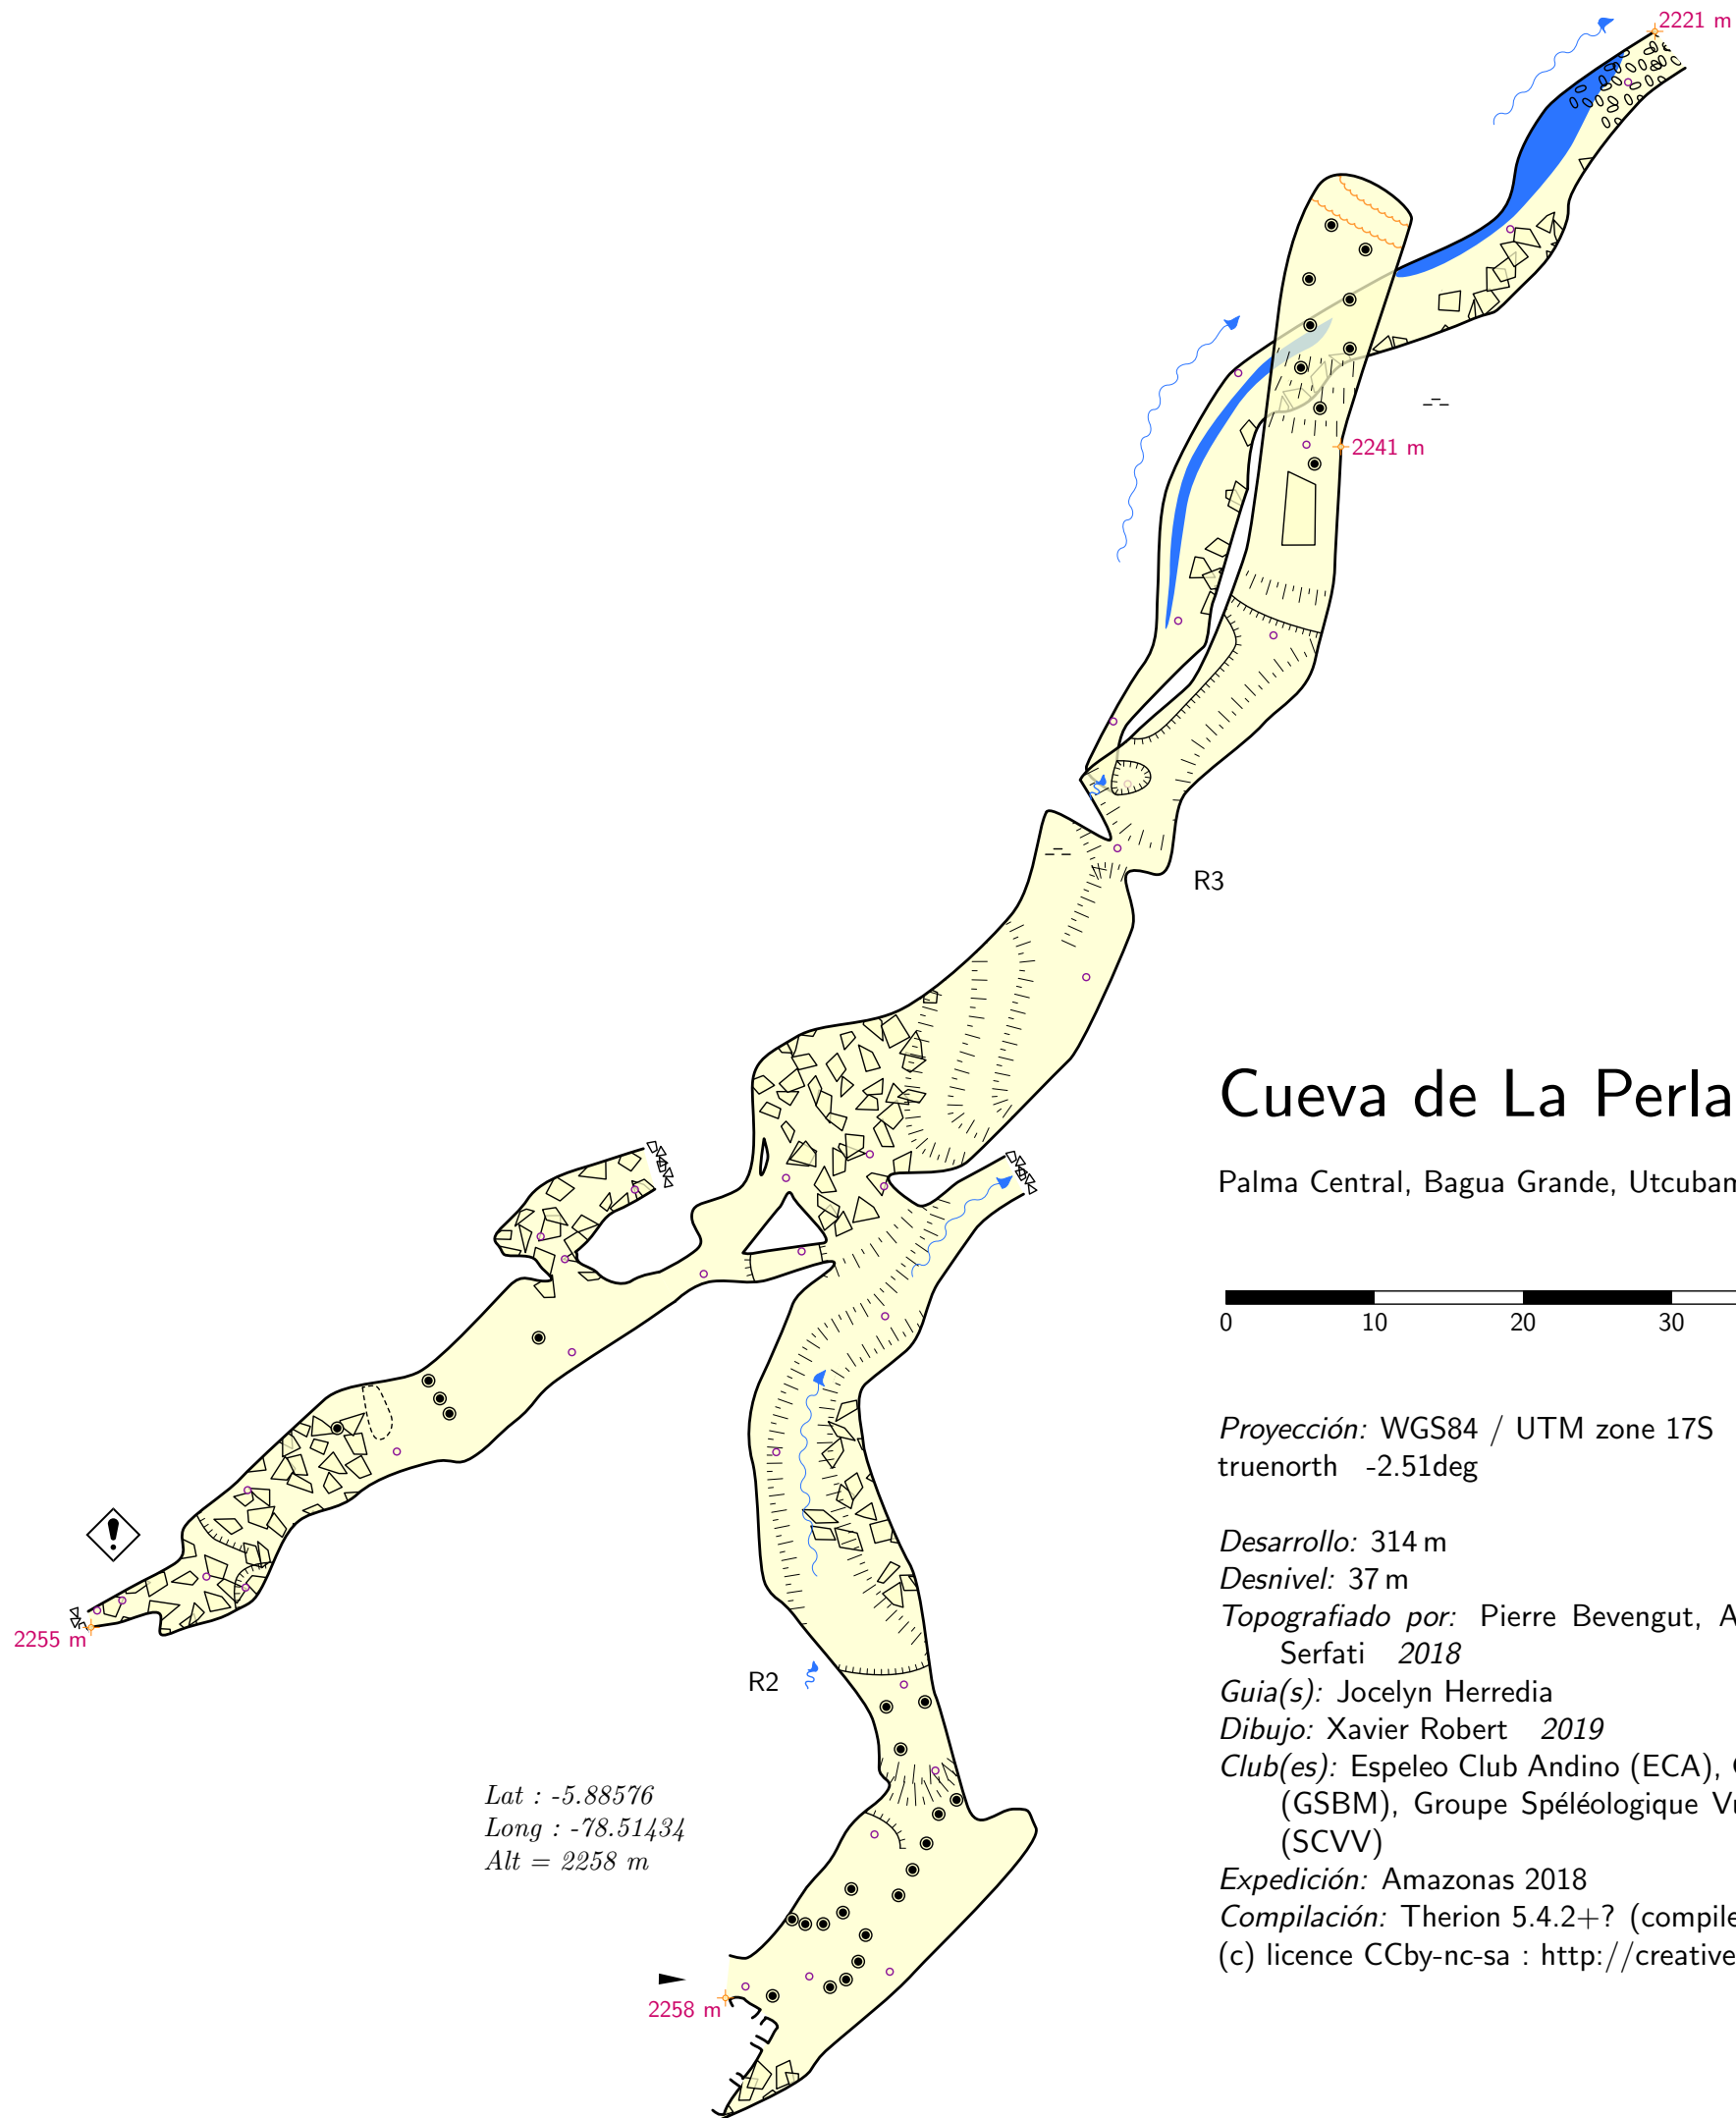 2221 m
2241 m
R3
Cueva de La Perla
Palma Central, Bagua Grande, Utcubam
0 10 20 30
Proyección: WGS84 / UTM zone 17S
truenorth -2.51deg
Desarrollo: 314 m
Desnivel: 37 m
Topografiado por: Pierre Bevengut, A
Serfati 2018
Guia(s): Jocelyn Herredia
Dibujo: Xavier Robert 2019
Club(es): Espeleo Club Andino (ECA), G
(GSBM), Groupe Spéléologique Vu
(SCVV)
Expedición: Amazonas 2018
Compilación: Therion 5.4.2+? (compile
(c) licence CCby-nc-sa : http://creative
2255 m
R2
Lat : -5.88576
Long : -78.51434
Alt = 2258 m
2258 m